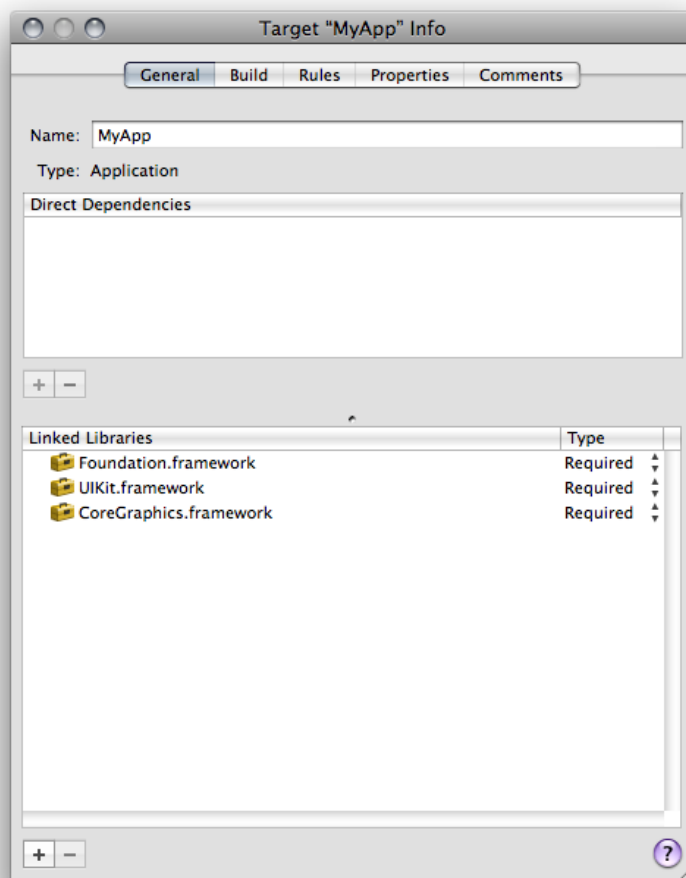 Target “MyApp” Info
General Build Rules Properties Comments
Name: MyApp
Type: Application
Direct Dependencies
+ −
Linked Libraries Type
Foundation.framework Required
UIKit.framework Required
CoreGraphics.framework Required
+ − ?